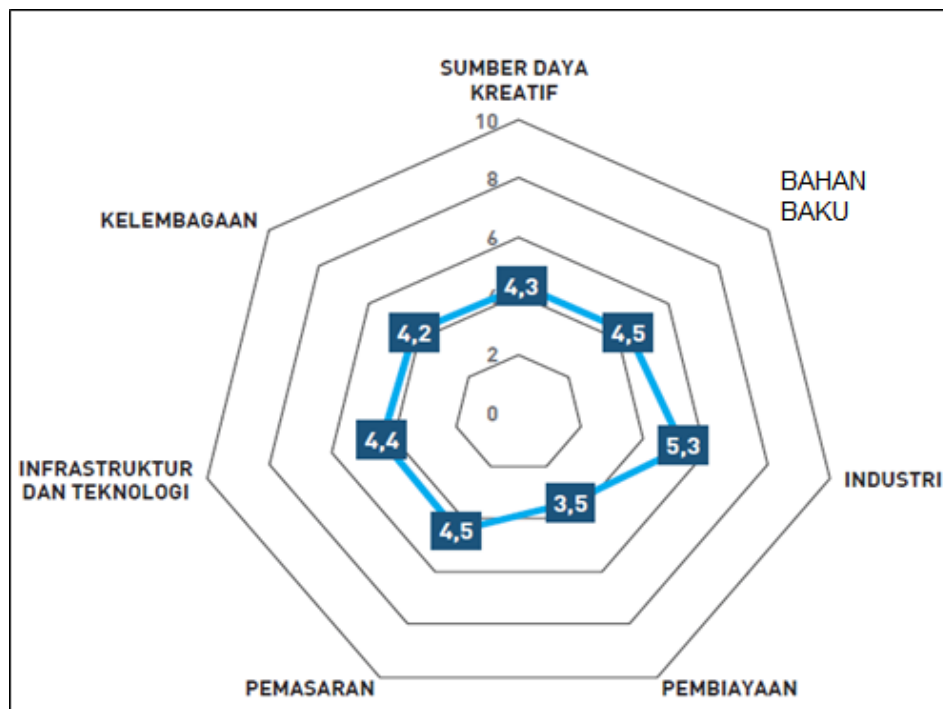 SUMBER DAYA
KREATIF
10
BAHAN
BAKU
8
KELEMBAGAAN
6
4,3
4,2
4,5
2
0
4,4
5,3
INFRASTRUKTUR
DAN TEKNOLOGI
INDUSTRI
3,5
4,5
PEMASARAN
PEMBIAYAAN